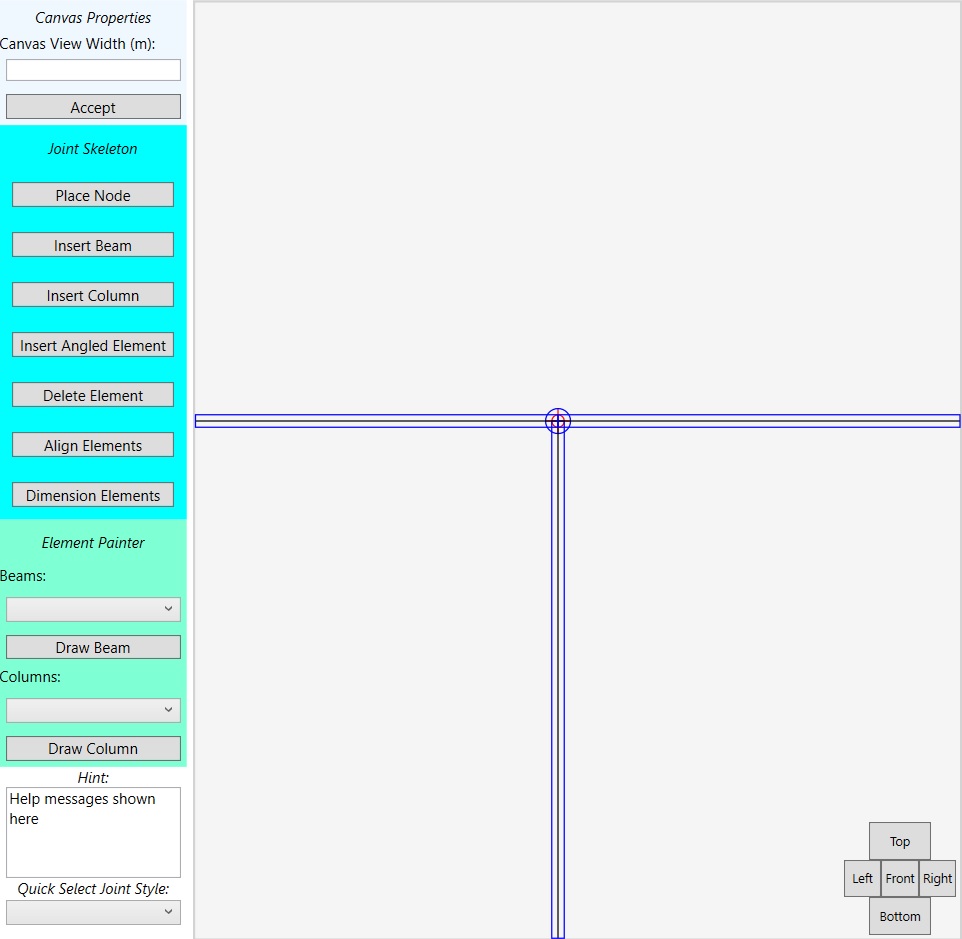 Canvas Properties
Canvas View Width (m):
Accept
Joint Skeleton
Place Node
Insert Beam
Insert Column
Insert Angled Element
Delete Element
Align Elements
Dimension Elements
Element Painter
Beams:
Draw Beam
Columns:
Draw Column
Hint:
Help messages shown
here
Quick Select Joint Style:
Top
Left Front Right
Bottom